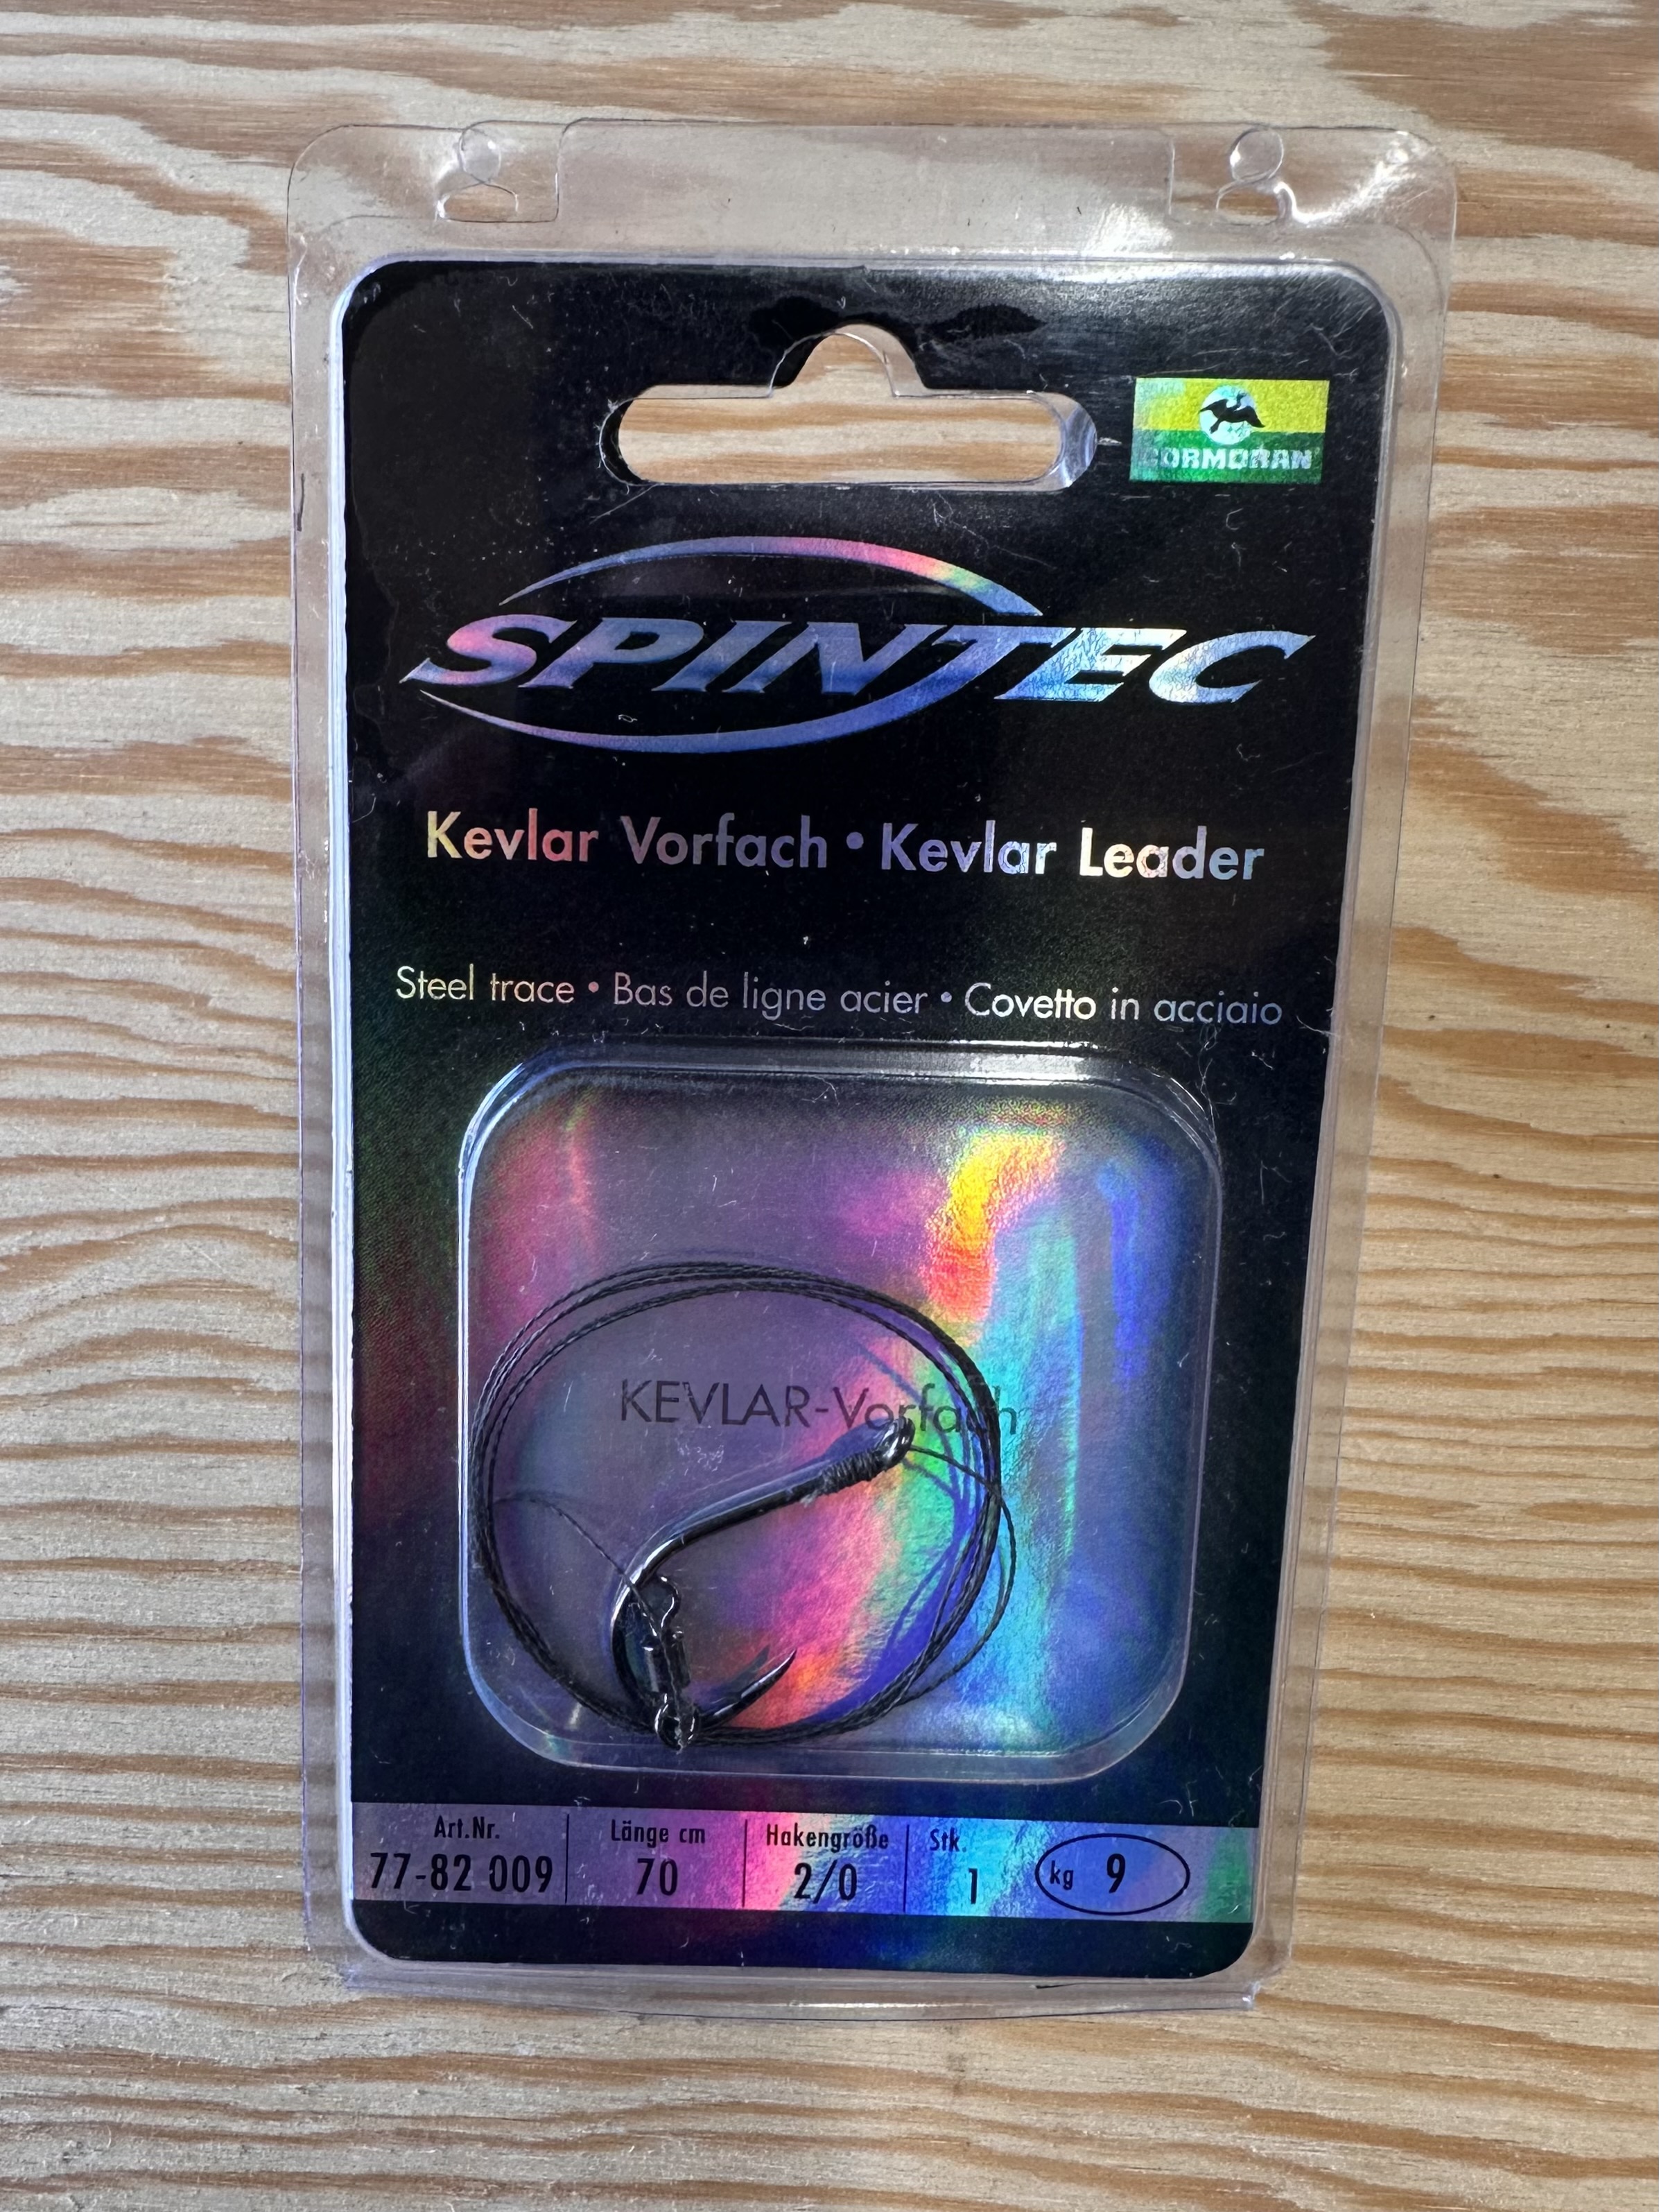 CORMORAN®
SPINTEC
Kevlar Vorfach • Kevlar Leader
Steel trace • Bas de ligne acier • Covetto in acciaio
KEVLAR-Vorfach
Art.Nr. Länge cm Hakengröße Stk.
77-82 009 70 2/0 1 kg 9